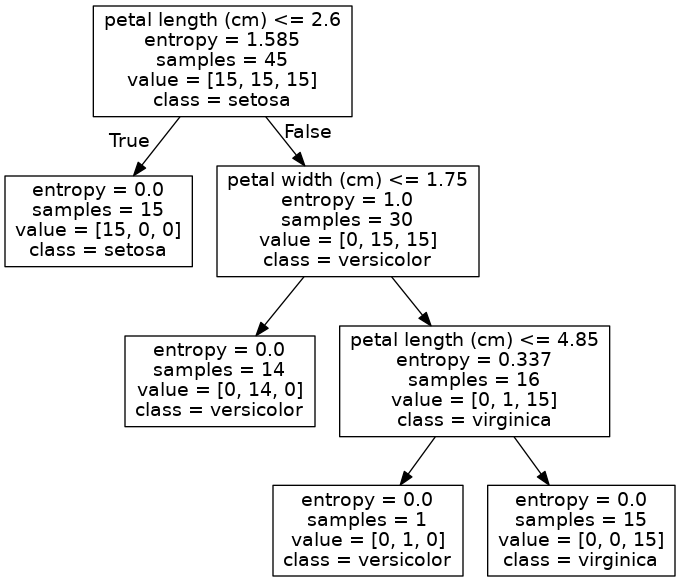 petal length (cm) <= 2.6
entropy = 1.585
samples = 45
value = [15, 15, 15]
class = setosa
True
False
entropy = 0.0
samples = 15
value = [15, 0, 0]
class = setosa
petal width (cm) <= 1.75
entropy = 1.0
samples = 30
value = [0, 15, 15]
class = versicolor
entropy = 0.0
samples = 14
value = [0, 14, 0]
class = versicolor
petal length (cm) <= 4.85
entropy = 0.337
samples = 16
value = [0, 1, 15]
class = virginica
entropy = 0.0
samples = 1
value = [0, 1, 0]
class = versicolor
entropy = 0.0
samples = 15
value = [0, 0, 15]
class = virginica